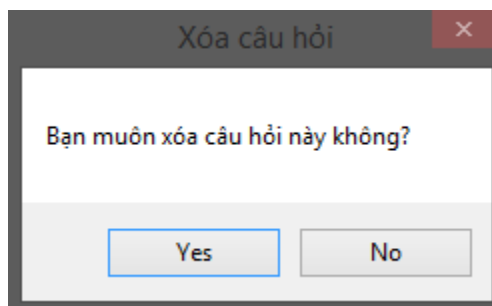 Xóa câu hỏi
Bạn muôn xóa câu hỏi này không?
Yes
No